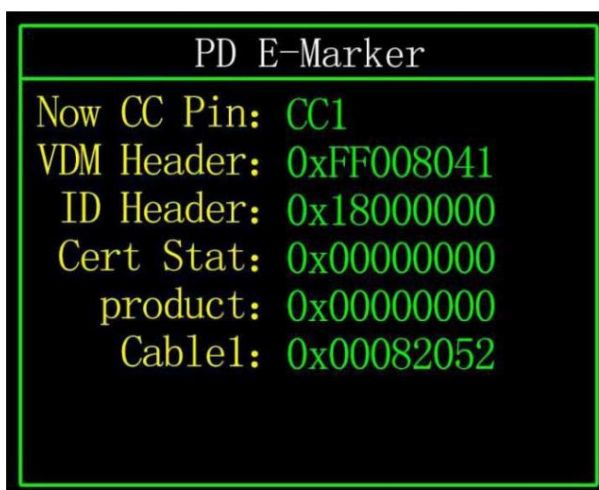 PD E-Marker
Now CC Pin: CC1
VDM Header: 0xFF008041
ID Header: 0x18000000
Cert Stat: 0x00000000
product: 0x00000000
Cable1: 0x00082052